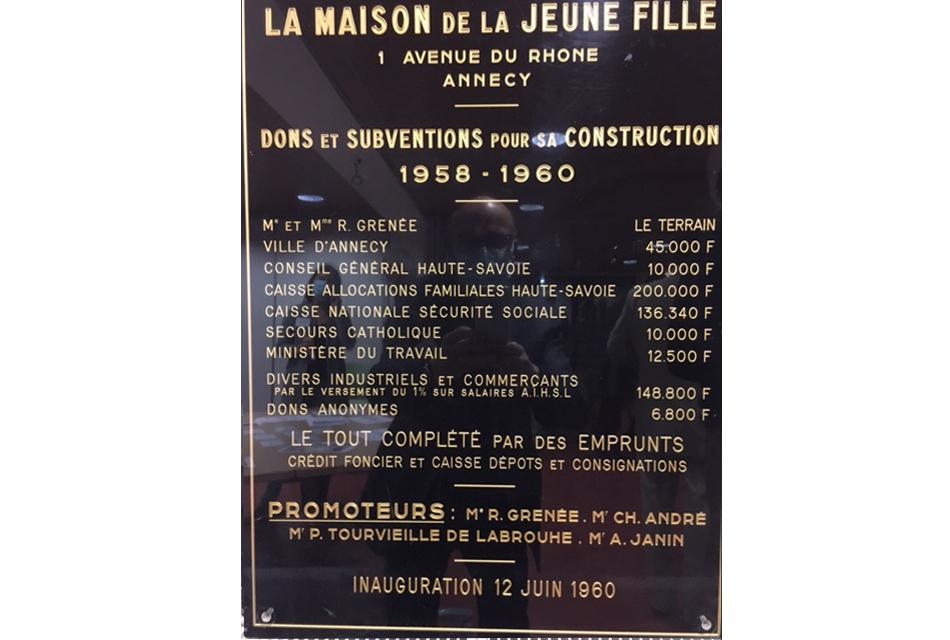 LA MAISON DE LA JEUNE FILLE
1 AVENUE DU RHONE
ANNECY
DONS ET SUBVENTIONS POUR SA CONSTRUCTION
1958 - 1960
Me ET Mme R. GRENÉE LE TERRAIN
VILLE D'ANNECY 45.000 F
CONSEIL GÉNÉRAL HAUTE-SAVOIE 10.000 F
CAISSE ALLOCATIONS FAMILIALES HAUTE-SAVOIE 200.000 F
CAISSE NATIONALE SÉCURITÉ SOCIALE 136.340 F
SECOURS CATHOLIQUE 10.000 F
MINISTÈRE DU TRAVAIL 12.500 F
DIVERS INDUSTRIELS ET COMMERÇANTS
PAR LE VERSEMENT DU 1% SUR SALAIRES A.I.H.S.L 148.800 F
DONS ANONYMES 6.800 F
LE TOUT COMPLÉTÉ PAR DES EMPRUNTS
CRÉDIT FONCIER ET CAISSE DÉPOTS ET CONSIGNATIONS
PROMOTEURS : Me R. GRENÉE . Mr CH. ANDRÉ
Mr P. TOURVIEILLE DE LABROUHE . Mr A. JANIN
INAUGURATION 12 JUIN 1960